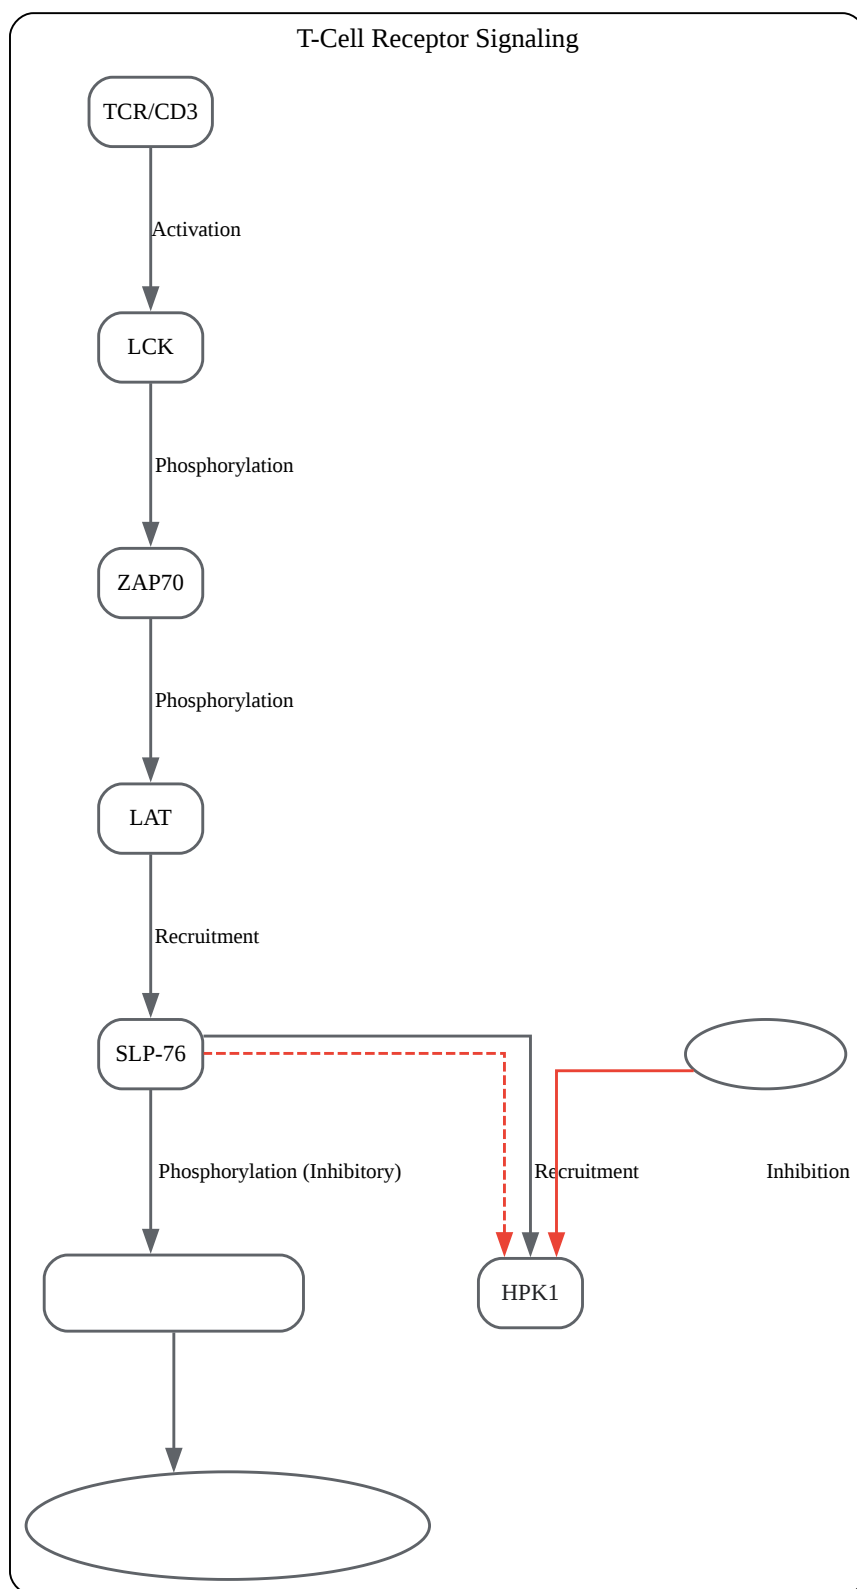 T-Cell Receptor Signaling
TCR/CD3
Activation
LCK
Phosphorylation
ZAP70
Phosphorylation
LAT
Recruitment
SLP-76
Phosphorylation (Inhibitory)
Recruitment
Inhibition
HPK1